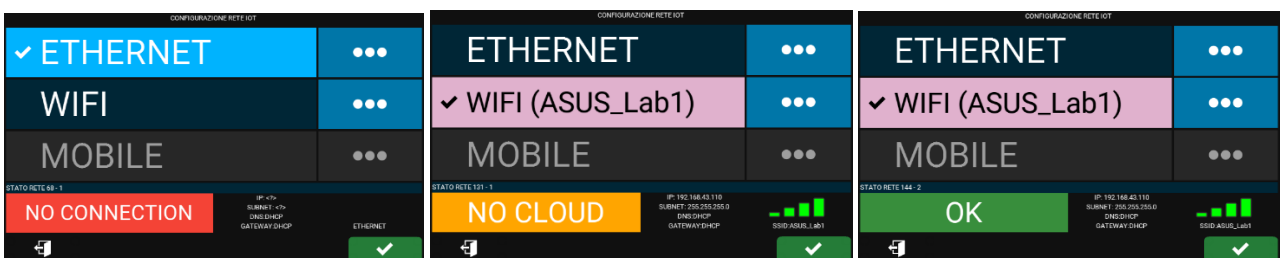 CONFIGURAZIONE RETE IOT
ETHERNET
WIFI
MOBILE
STATO RETE 68 - 1
NO CONNECTION
IP: <?>
SUBNET: <?>
DNS:DHCP
GATEWAY:DHCP
ETHERNET
CONFIGURAZIONE RETE IOT
ETHERNET
WIFI (ASUS_Lab1)
MOBILE
STATO RETE 131 - 1
NO CLOUD
IP: 192.168.43.110
SUBNET: 255.255.255.0
DNS:DHCP
GATEWAY:DHCP
SSID:ASUS_Lab1
CONFIGURAZIONE RETE IOT
ETHERNET
WIFI (ASUS_Lab1)
MOBILE
STATO RETE 144 - 2
OK
IP: 192.168.43.110
SUBNET: 255.255.255.0
DNS:DHCP
GATEWAY:DHCP
SSID:ASUS_Lab1